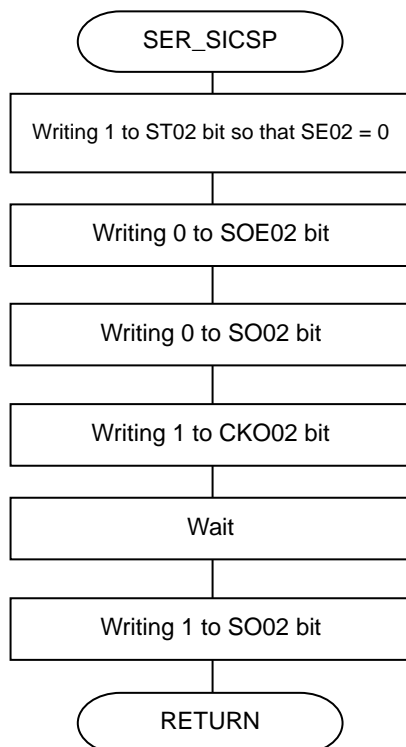 SER_SICSP
Writing 1 to ST02 bit so that SE02 = 0
Writing 0 to SOE02 bit
Writing 0 to SO02 bit
Writing 1 to CKO02 bit
Wait
Writing 1 to SO02 bit
RETURN